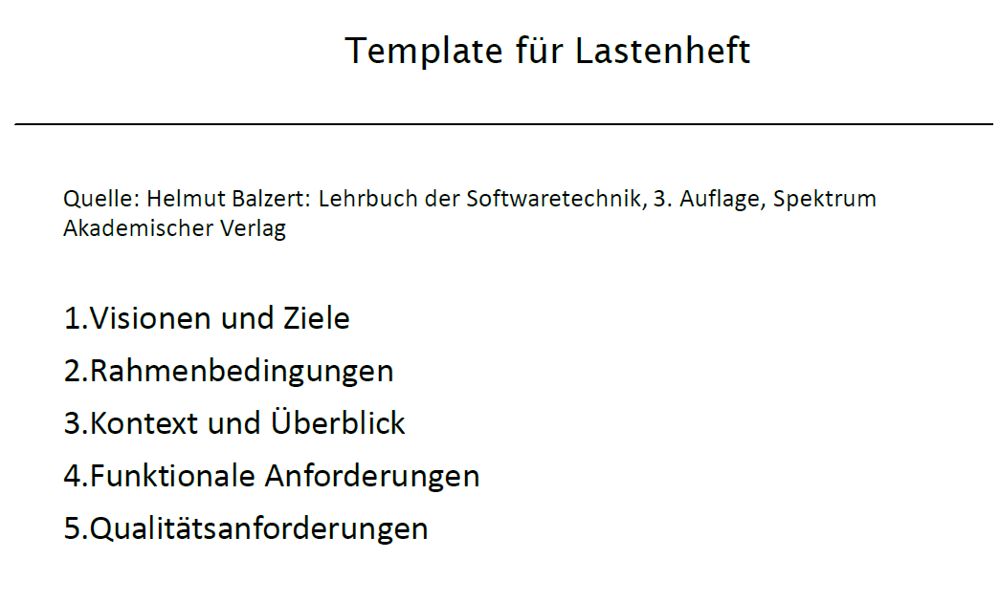 Template für Lastenheft
Quelle: Helmut Balzert: Lehrbuch der Softwaretechnik, 3. Auflage, Spektrum
Akademischer Verlag
1.Visionen und Ziele
2.Rahmenbedingungen
3.Kontext und Überblick
4.Funktionale Anforderungen
5.Qualitätsanforderungen